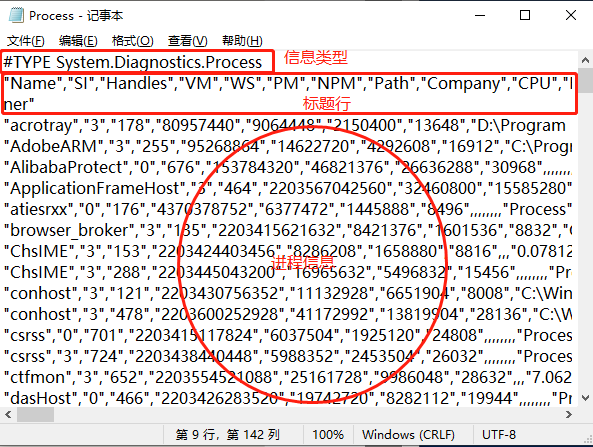 Process - 记事本
文件(F) 编辑(E) 格式(O) 查看(V) 帮助(H)
#TYPE System.Diagnostics.Process 信息类型
"Name","SI","Handles","VM","WS","PM","NPM","Path","Company","CPU","
ner" 标题行
"acrotray","3","178","80957440","9064448","2150400","13648","D:\Program
"AdobeARM","3","255","95268864","14622720","4292608","16912","C:\Progr
"AlibabaProtect","0","676","153784320","46821376","26636288","30968",,,,,,,
"ApplicationFrameHost","3","464","2203567042560","32460800","15585280"
"atiesrxx","0","176","4370378752","6377472","1445888","8496",,,,,,,,"Process"
"browser_broker","3","135","2203415621632","8421376","1601536","8832","C
"ChsIME","3","153","2203424403456","8286208","1658880","8816",,,"0.07812
"ChsIME","3","288","2203445043200","16965632","5496832","15456",,,,,,,,"Pro
进程信息
"conhost","3","121","2203430756352","11132928","6651904","8008","C:\Win
"conhost","3","478","2203600252928","41172992","13819904","28136","C:\W
"csrss","0","701","2203415117824","6037504","1925120","24808",,,,,,,,"Process
"csrss","3","724","2203438440448","5988352","2453504","26032",,,,,,,,"Process
"ctfmon","3","652","2203554521088","25161728","9986048","28632",,,"7.062
"dasHost","0","466","2203426283520","19742720","8282112","19944",,,,,,,,"Pr
第 9 行，第 142 列 100% Windows (CRLF) UTF-8